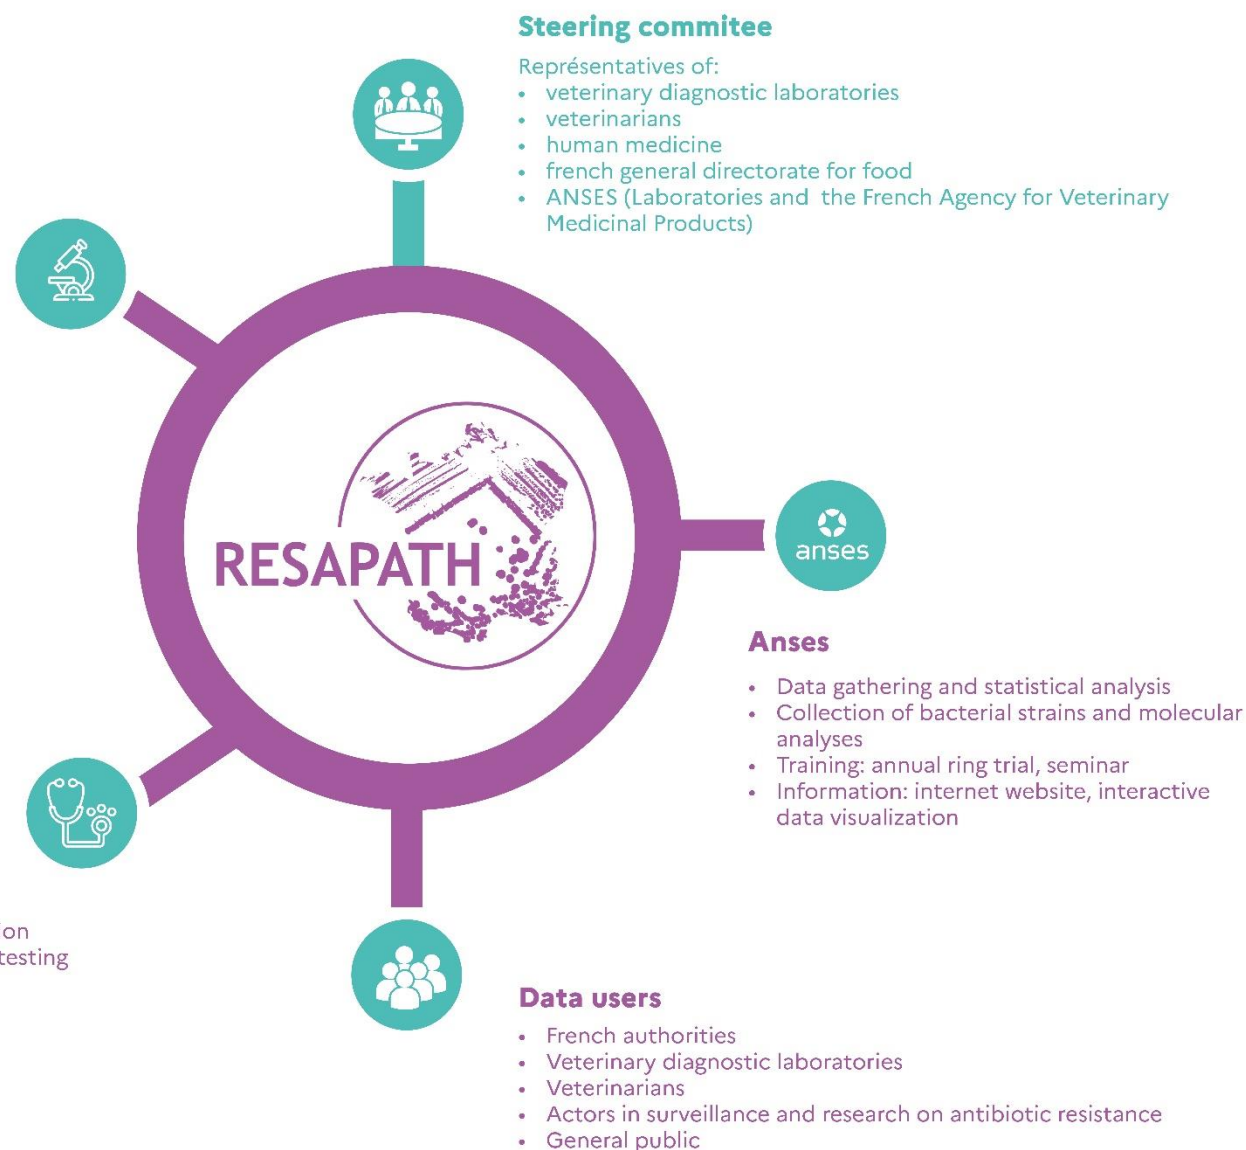 Steering commitee
Représentatives of:
• veterinary diagnostic laboratories
• veterinarians
• human medicine
• french general directorate for food
• ANSES (Laboratories and the French Agency for Veterinary
Medicinal Products)
RESAPATH
anses
Anses
• Data gathering and statistical analysis
• Collection of bacterial strains and molecular
analyses
• Training: annual ring trial, seminar
• Information: internet website, interactive
data visualization
ion
testing
Data users
• French authorities
• Veterinary diagnostic laboratories
• Veterinarians
• Actors in surveillance and research on antibiotic resistance
• General public